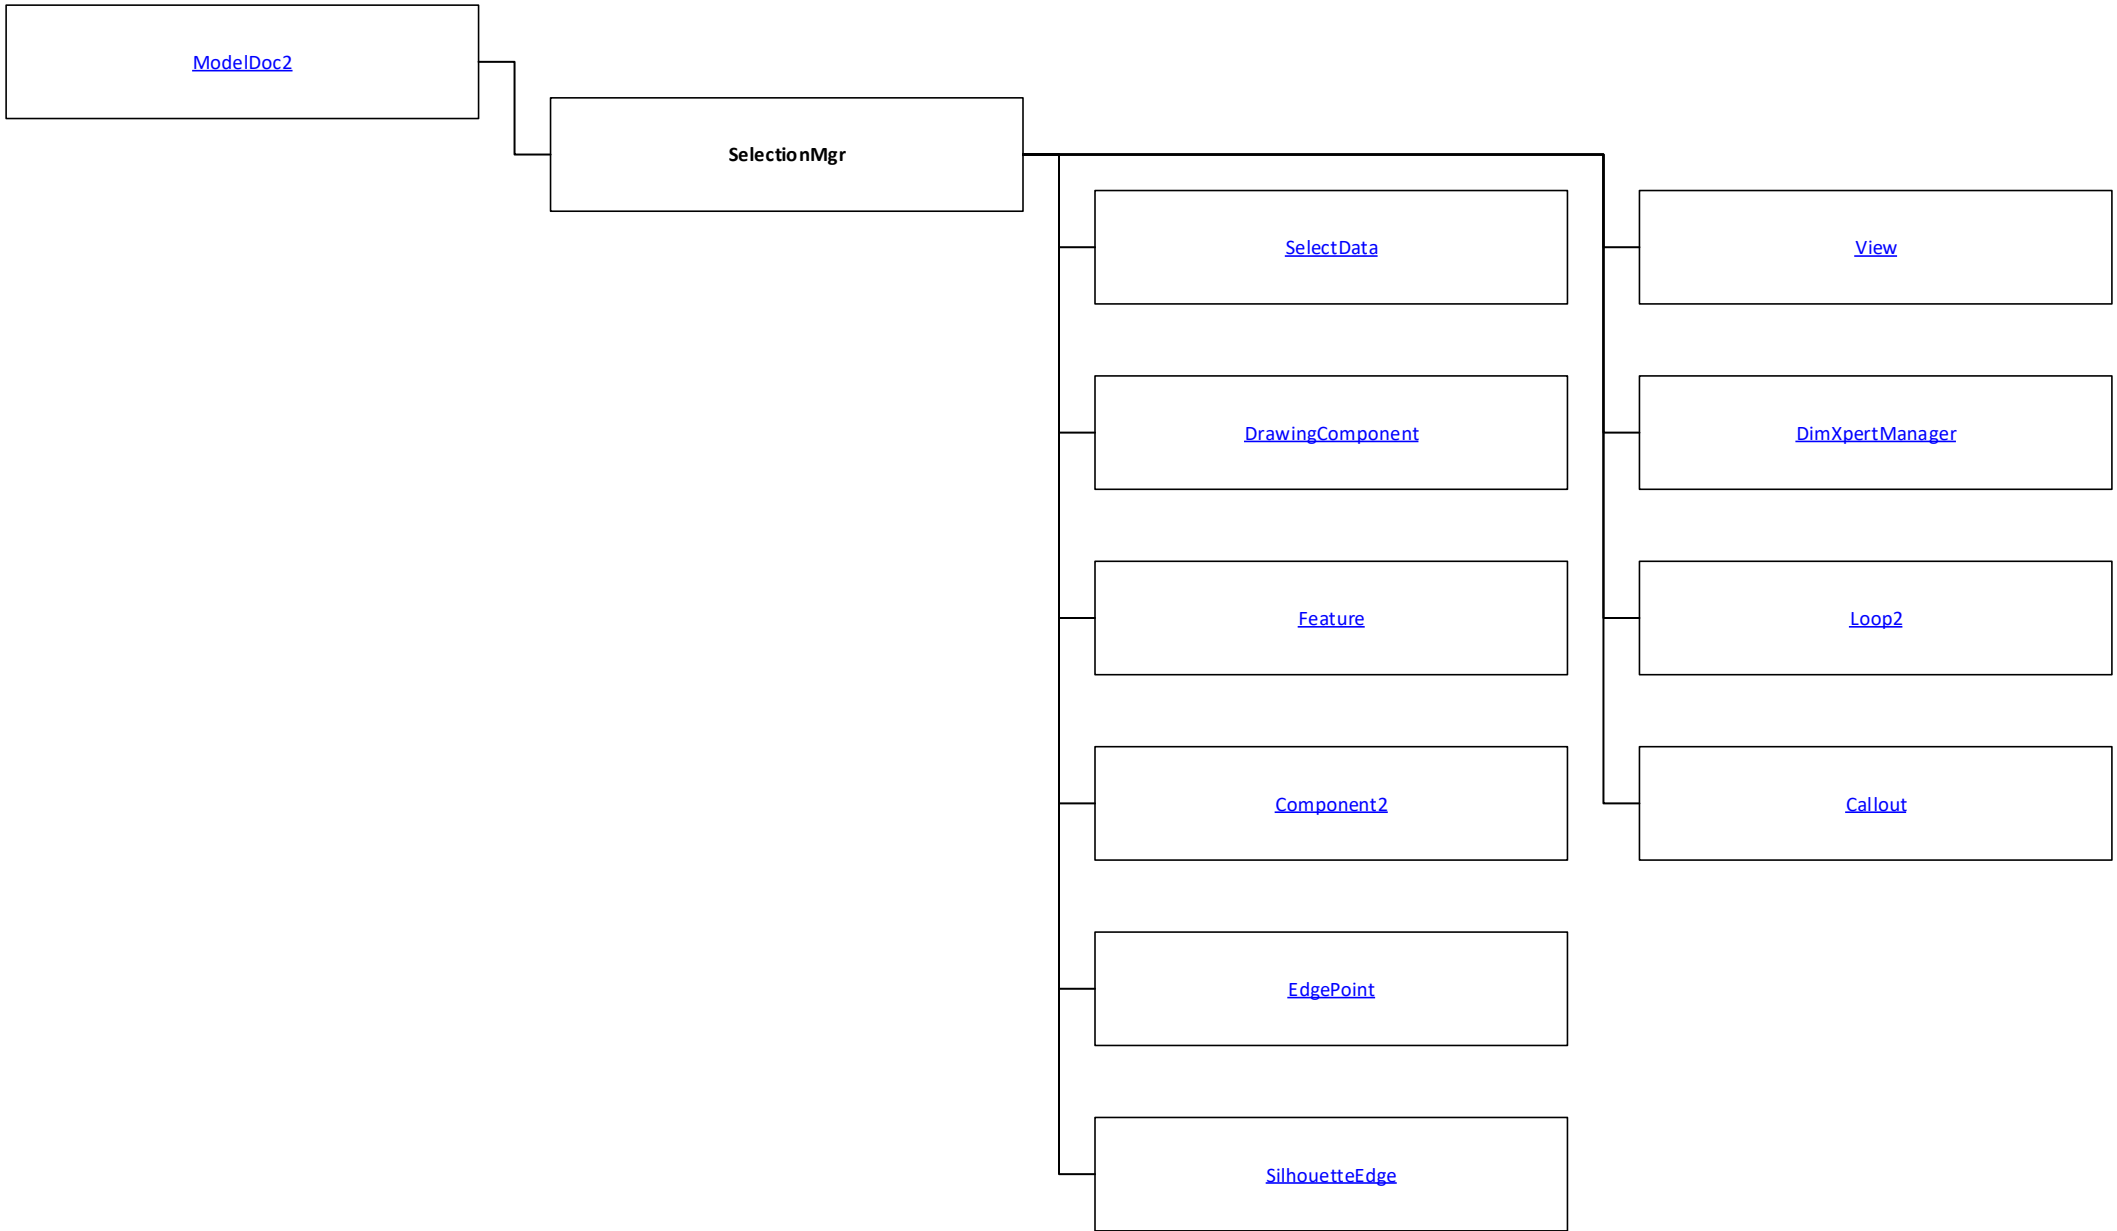 ModelDoc2
SelectionMgr
SelectData
DrawingComponent
Feature
Component2
EdgePoint
SilhouetteEdge
View
DimXpertManager
Loop2
Callout